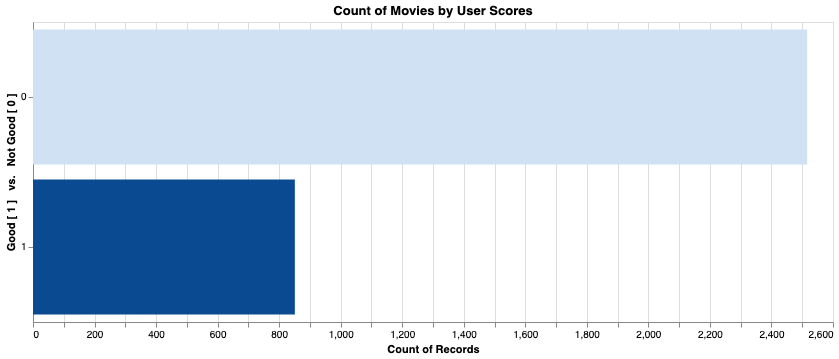 Count of Movies by User Scores
Good [ 1 ]   vs.  Not Good [ 0 ]
0
1
0 200 400 600 800 1,000 1,200 1,400 1,600 1,800 2,000 2,200 2,400 2,600
Count of Records